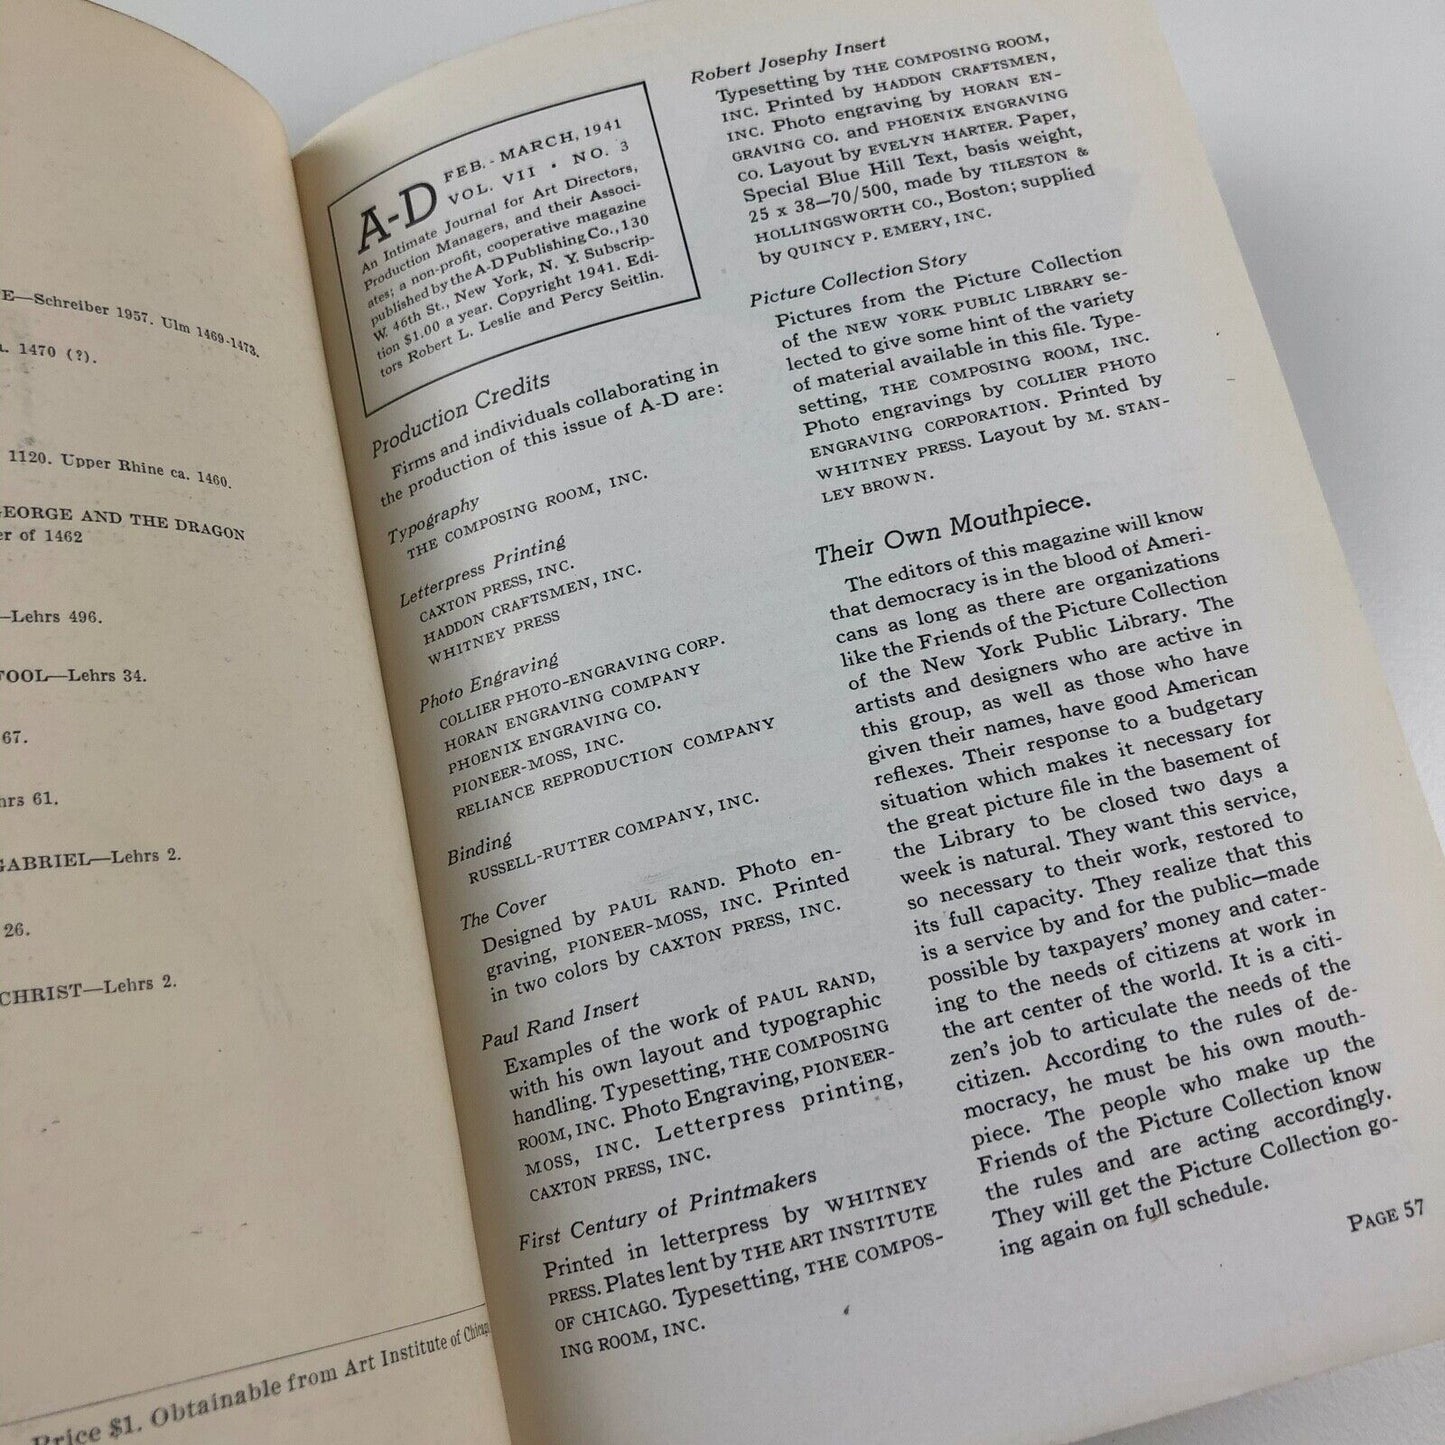 E—Schreiber 1957. Ulm 1469-1473.
1470 (?).
1120. Upper Rhine ca. 1460.
GEORGE AND THE DRAGON
er of 1462
—Lehrs 496.
TOOL—Lehrs 34.
67.
hrs 61.
GABRIEL—Lehrs 2.
26.
CHRIST—Lehrs 2.
Price $1. Obtainable from Art Institute of Chicago
A-D
FEB. - MARCH, 1941
VOL. VII • NO. 3
An Intimate Journal for Art Directors,
Production Managers, and their Associ-
ates; a non-profit, cooperative magazine
published by the A-D Publishing Co., 130
W. 46th St., New York, N. Y. Subscrip-
tion $1.00 a year. Copyright 1941. Edi-
tors Robert L. Leslie and Percy Seitlin.
Production Credits
Firms and individuals collaborating in
the production of this issue of A-D are:
Typography
THE COMPOSING ROOM, INC.
Letterpress Printing
CAXTON PRESS, INC.
HADDON CRAFTSMEN, INC.
WHITNEY PRESS
Photo Engraving
COLLIER PHOTO-ENGRAVING CORP.
HORAN ENGRAVING COMPANY
PHOENIX ENGRAVING CO.
PIONEER-MOSS, INC.
RELIANCE REPRODUCTION COMPANY
Binding
RUSSELL-RUTTER COMPANY, INC.
The Cover
Designed by PAUL RAND. Photo en-
graving, PIONEER-MOSS, INC. Printed
in two colors by CAXTON PRESS, INC.
Paul Rand Insert
Examples of the work of PAUL RAND,
with his own layout and typographic
handling. Typesetting, THE COMPOSING
ROOM, INC. Photo Engraving, PIONEER-
MOSS, INC. Letterpress printing,
CAXTON PRESS, INC.
First Century of Printmakers
Printed in letterpress by WHITNEY
PRESS. Plates lent by THE ART INSTITUTE
OF CHICAGO. Typesetting, THE COMPOS-
ING ROOM, INC.
Robert Josephy Insert
Typesetting by THE COMPOSING ROOM,
INC. Printed by HADDON CRAFTSMEN,
INC. Photo engraving by HORAN EN-
GRAVING CO. and PHOENIX ENGRAVING
CO. Layout by EVELYN HARTER. Paper,
Special Blue Hill Text, basis weight,
25 x 38—70/500, made by TILESTON &
HOLLINGSWORTH CO., Boston; supplied
by QUINCY P. EMERY, INC.
Picture Collection Story
Pictures from the Picture Collection
of the NEW YORK PUBLIC LIBRARY se-
lected to give some hint of the variety
of material available in this file. Type-
setting, THE COMPOSING ROOM, INC.
Photo engravings by COLLIER PHOTO
ENGRAVING CORPORATION. Printed by
WHITNEY PRESS. Layout by M. STAN-
LEY BROWN.
Their Own Mouthpiece.
The editors of this magazine will know
that democracy is in the blood of Ameri-
cans as long as there are organizations
like the Friends of the Picture Collection
of the New York Public Library. The
artists and designers who are active in
this group, as well as those who have
given their names, have good American
reflexes. Their response to a budgetary
situation which makes it necessary for
the great picture file in the basement of
the Library to be closed two days a
week is natural. They want this service,
so necessary to their work, restored to
its full capacity. They realize that this
is a service by and for the public—made
possible by taxpayers' money and cater-
ing to the needs of citizens at work in
the art center of the world. It is a citi-
zen's job to articulate the needs of the
citizen. According to the rules of de-
mocracy, he must be his own mouth-
piece. The people who make up the
Friends of the Picture Collection know
the rules and are acting accordingly.
They will get the Picture Collection go-
ing again on full schedule.
PAGE 57